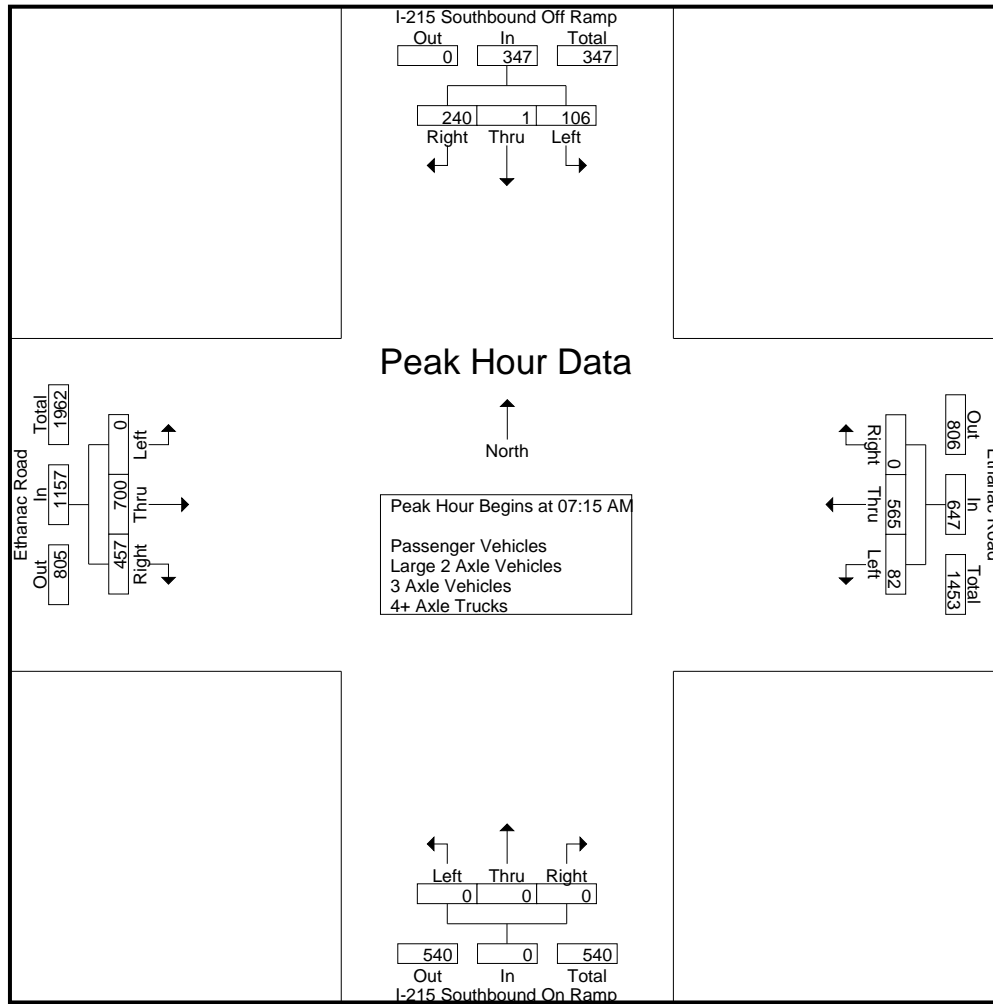 I-215 Southbound Off Ramp
Out In Total
0 347 347
240 1 106
Right Thru Left
Peak Hour Data
North
Peak Hour Begins at 07:15 AM
Passenger Vehicles
Large 2 Axle Vehicles
3 Axle Vehicles
4+ Axle Trucks
Ethanac Road
Out In Total
805 1157 1962
457 700 0
Right Thru Left
Ethanac Road
Out In Total
806 647 1453
0 565 82
Right Thru Left
Left Thru Right
0 0 0
540 0 540
Out In Total
I-215 Southbound On Ramp